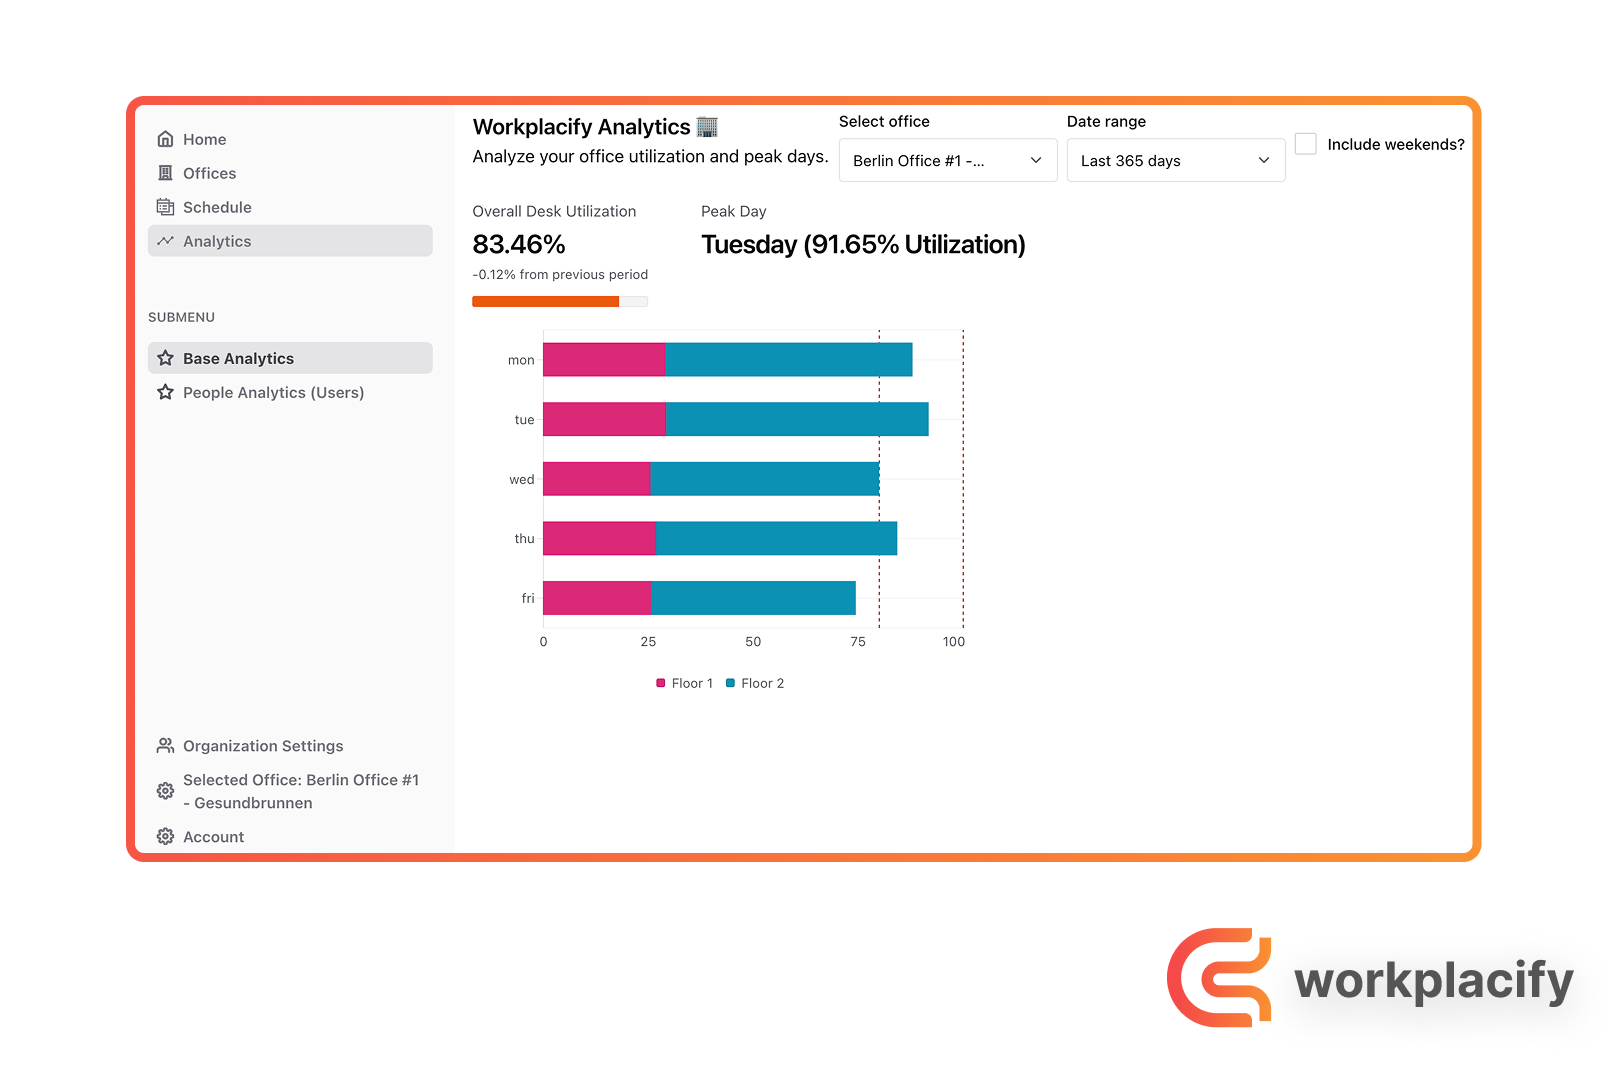 Home
Offices
Schedule
Analytics
SUBMENU
Base Analytics
People Analytics (Users)
Organization Settings
Selected Office: Berlin Office #1
- Gesundbrunnen
Account
Workplacify Analytics
Analyze your office utilization and peak days.
Select office
Berlin Office #1 -...
Date range
Last 365 days
Include weekends?
Overall Desk Utilization
83.46%
-0.12% from previous period
Peak Day
Tuesday (91.65% Utilization)
mon
tue
wed
thu
fri
0 25 50 75 100
Floor 1 Floor 2
workplacify